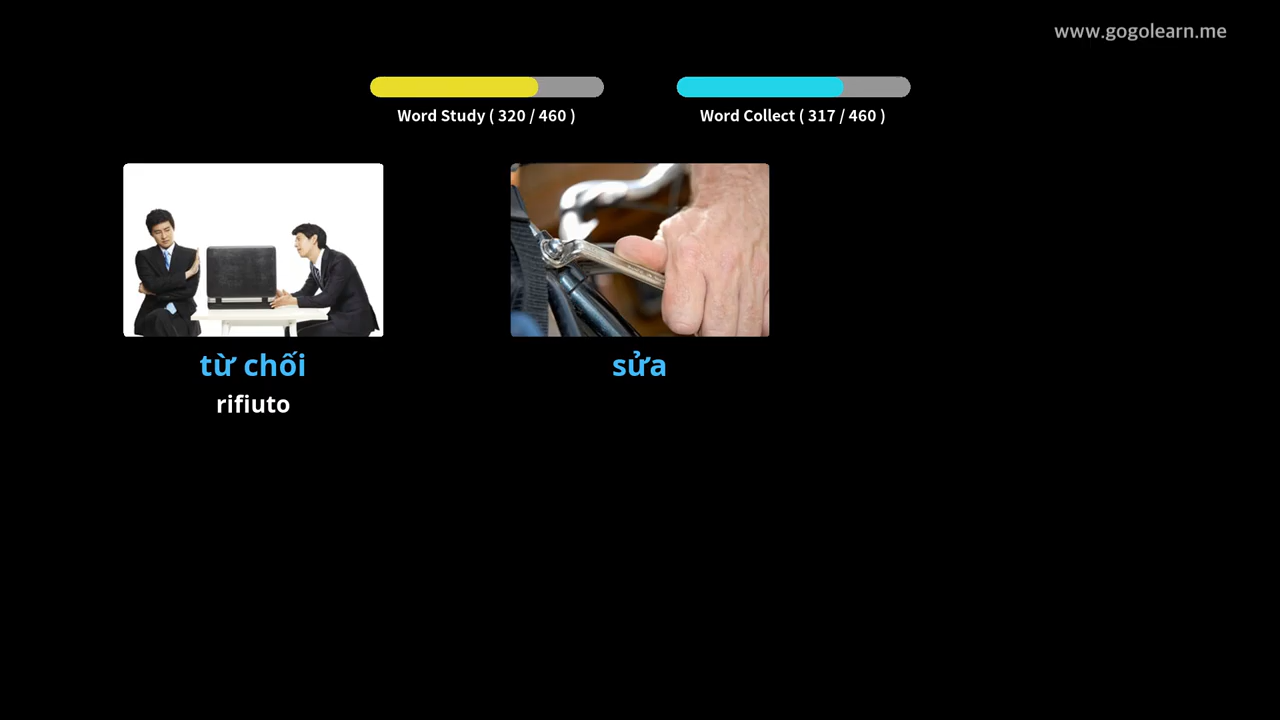 www.gogolearn.me
Word Study ( 320 / 460 )
Word Collect ( 317 / 460 )
từ chối
rifiuto
sửa